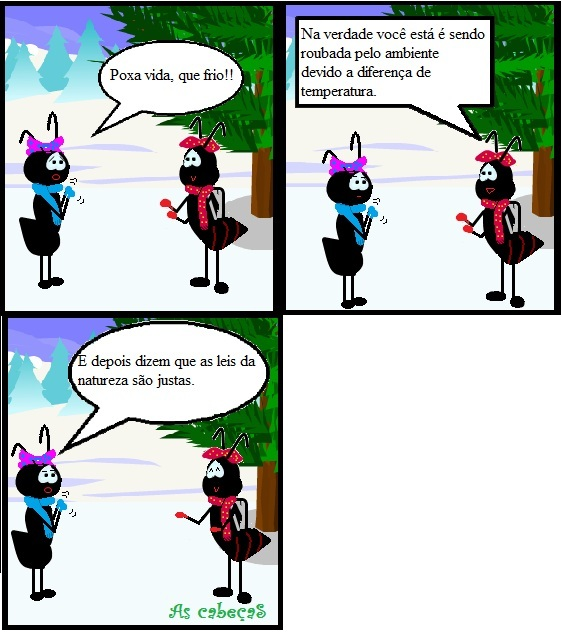 Poxa vida, que frio!!
Na verdade você está é sendo
roubada pelo ambiente
devido a diferença de
temperatura.
E depois dizem que as leis da
natureza são justas.
As cabeçaS